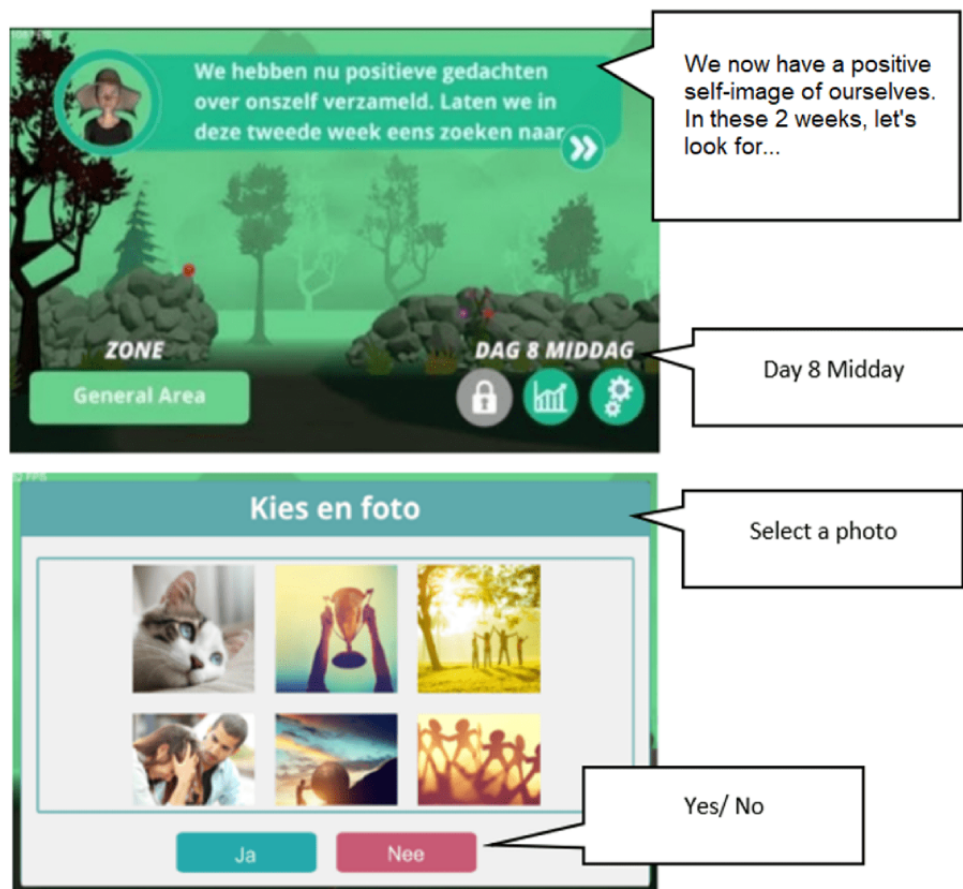 We hebben nu positieve gedachten
over onszelf verzameld. Laten we in
deze tweede week eens zoeken naar
We now have a positive
self-image of ourselves.
In these 2 weeks, let's
look for...
ZONE
DAG 8 MIDDAG
General Area
Day 8 Midday
Kies en foto
Select a photo
Yes/ No
Ja
Nee